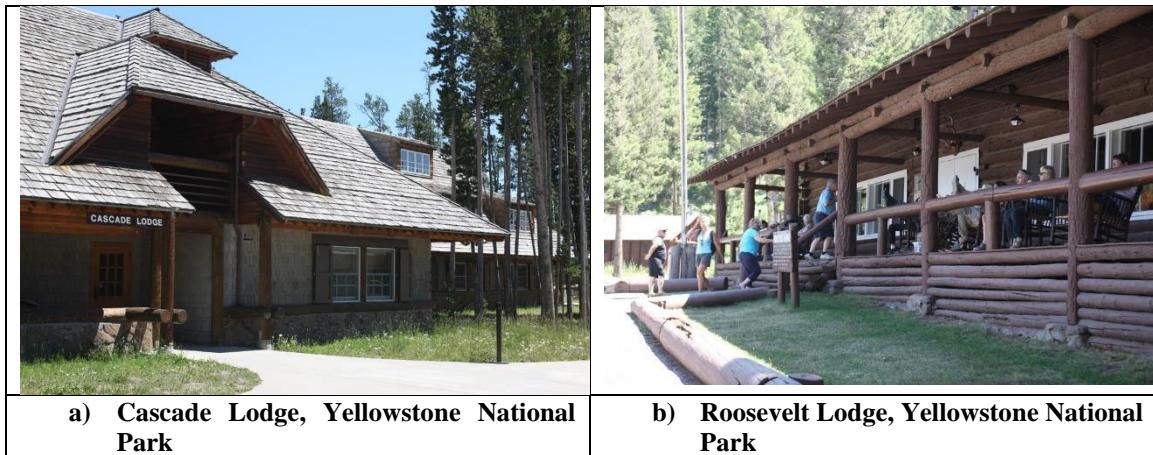 CASCADE LODGE
a) Cascade Lodge, Yellowstone National
Park
b) Roosevelt Lodge, Yellowstone National
Park